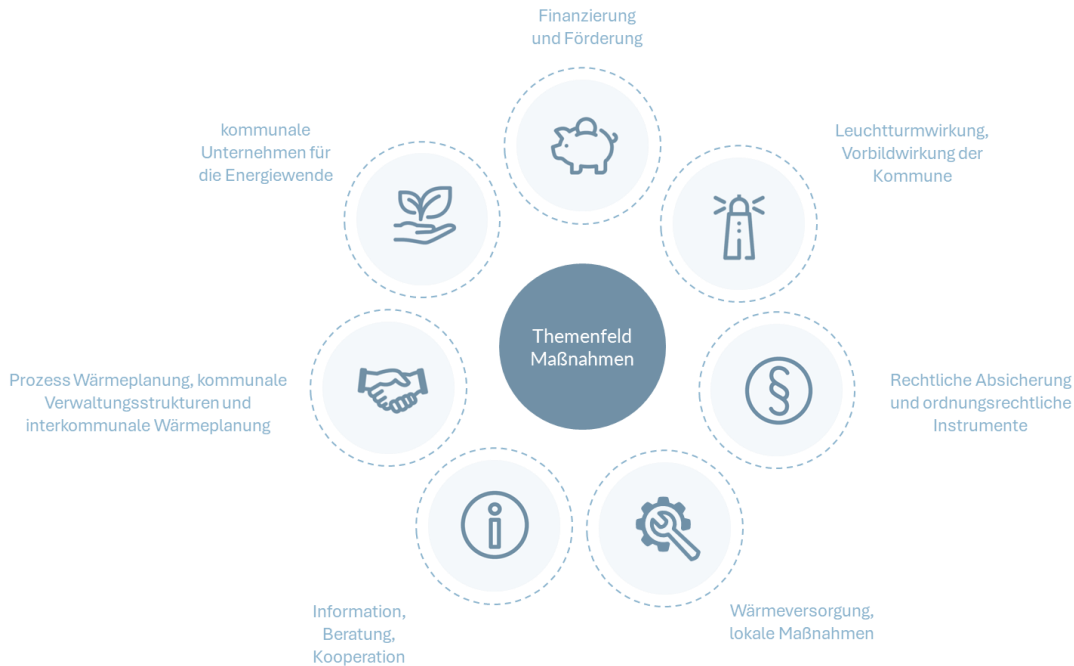 Finanzierung
und Förderung
kommunale
Unternehmen für
die Energiewende
Leuchtturmwirkung,
Vorbildwirkung der
Kommune
Themenfeld
Maßnahmen
Prozess Wärmeplanung, kommunale
Verwaltungsstrukturen und
interkommunale Wärmeplanung
Rechtliche Absicherung
und ordnungsrechtliche
Instrumente
Information,
Beratung,
Kooperation
Wärmeversorgung,
lokale Maßnahmen